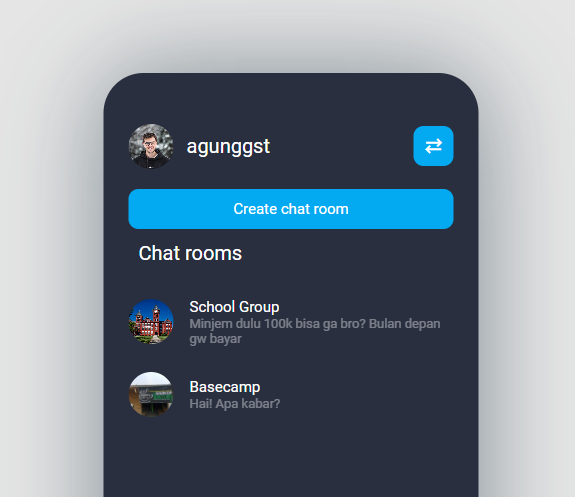 agunggst
Create chat room
Chat rooms
School Group
Minjem dulu 100k bisa ga bro? Bulan depan
gw bayar
Basecamp
Hai! Apa kabar?